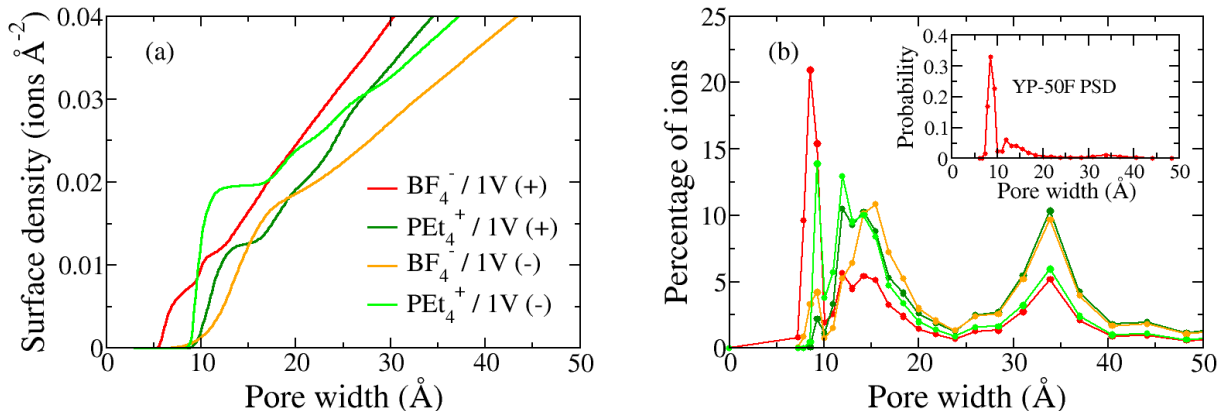 0.04
0.03
0.02
0.01
0
Surface density (ions Å⁻²)
(a)
BF₄⁻ / 1V (+)
PEt₄⁺ / 1V (+)
BF₄⁻ / 1V (-)
PEt₄⁺ / 1V (-)
0 10 20 30 40 50
Pore width (Å)
25
20
15
10
5
0
Percentage of ions
(b)
0.4
0.3
0.2
0.1
0
Probability
YP-50F PSD
0 10 20 30 40 50
Pore width (Å)
0 10 20 30 40 50
Pore width (Å)